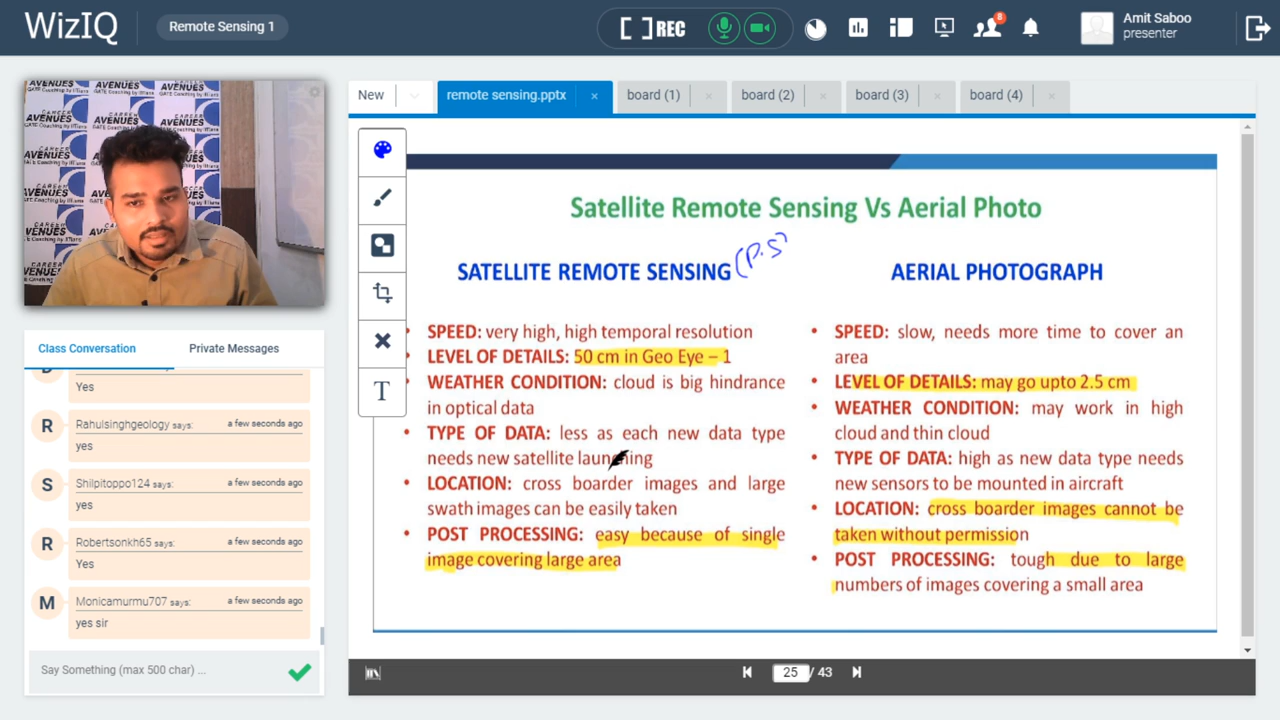 WizIQ
Remote Sensing 1
[ ]REC
8
Amit Saboo
presenter
CAREER
AVENUES
GATE Coaching by IITians
New
remote sensing.pptx
board (1)
board (2)
board (3)
board (4)
T
Satellite Remote Sensing Vs Aerial Photo
SATELLITE REMOTE SENSING (P.S)
• SPEED: very high, high temporal resolution
• LEVEL OF DETAILS: 50 cm in Geo Eye – 1
• WEATHER CONDITION: cloud is big hindrance
in optical data
• TYPE OF DATA: less as each new data type
needs new satellite launching
• LOCATION: cross boarder images and large
swath images can be easily taken
• POST PROCESSING: easy because of single
image covering large area
AERIAL PHOTOGRAPH
• SPEED: slow, needs more time to cover an
area
• LEVEL OF DETAILS: may go upto 2.5 cm
• WEATHER CONDITION: may work in high
cloud and thin cloud
• TYPE OF DATA: high as new data type needs
new sensors to be mounted in aircraft
• LOCATION: cross boarder images cannot be
taken without permission
• POST PROCESSING: tough due to large
numbers of images covering a small area
Class Conversation
Private Messages
Yes
R
Rahulsinghgeology says: a few seconds ago
yes
S
Shilpitoppo124 says: a few seconds ago
yes
R
Robertsonkh65 says: a few seconds ago
Yes
M
Monicamurmu707 says: a few seconds ago
yes sir
Say Something (max 500 char) ...
25 / 43